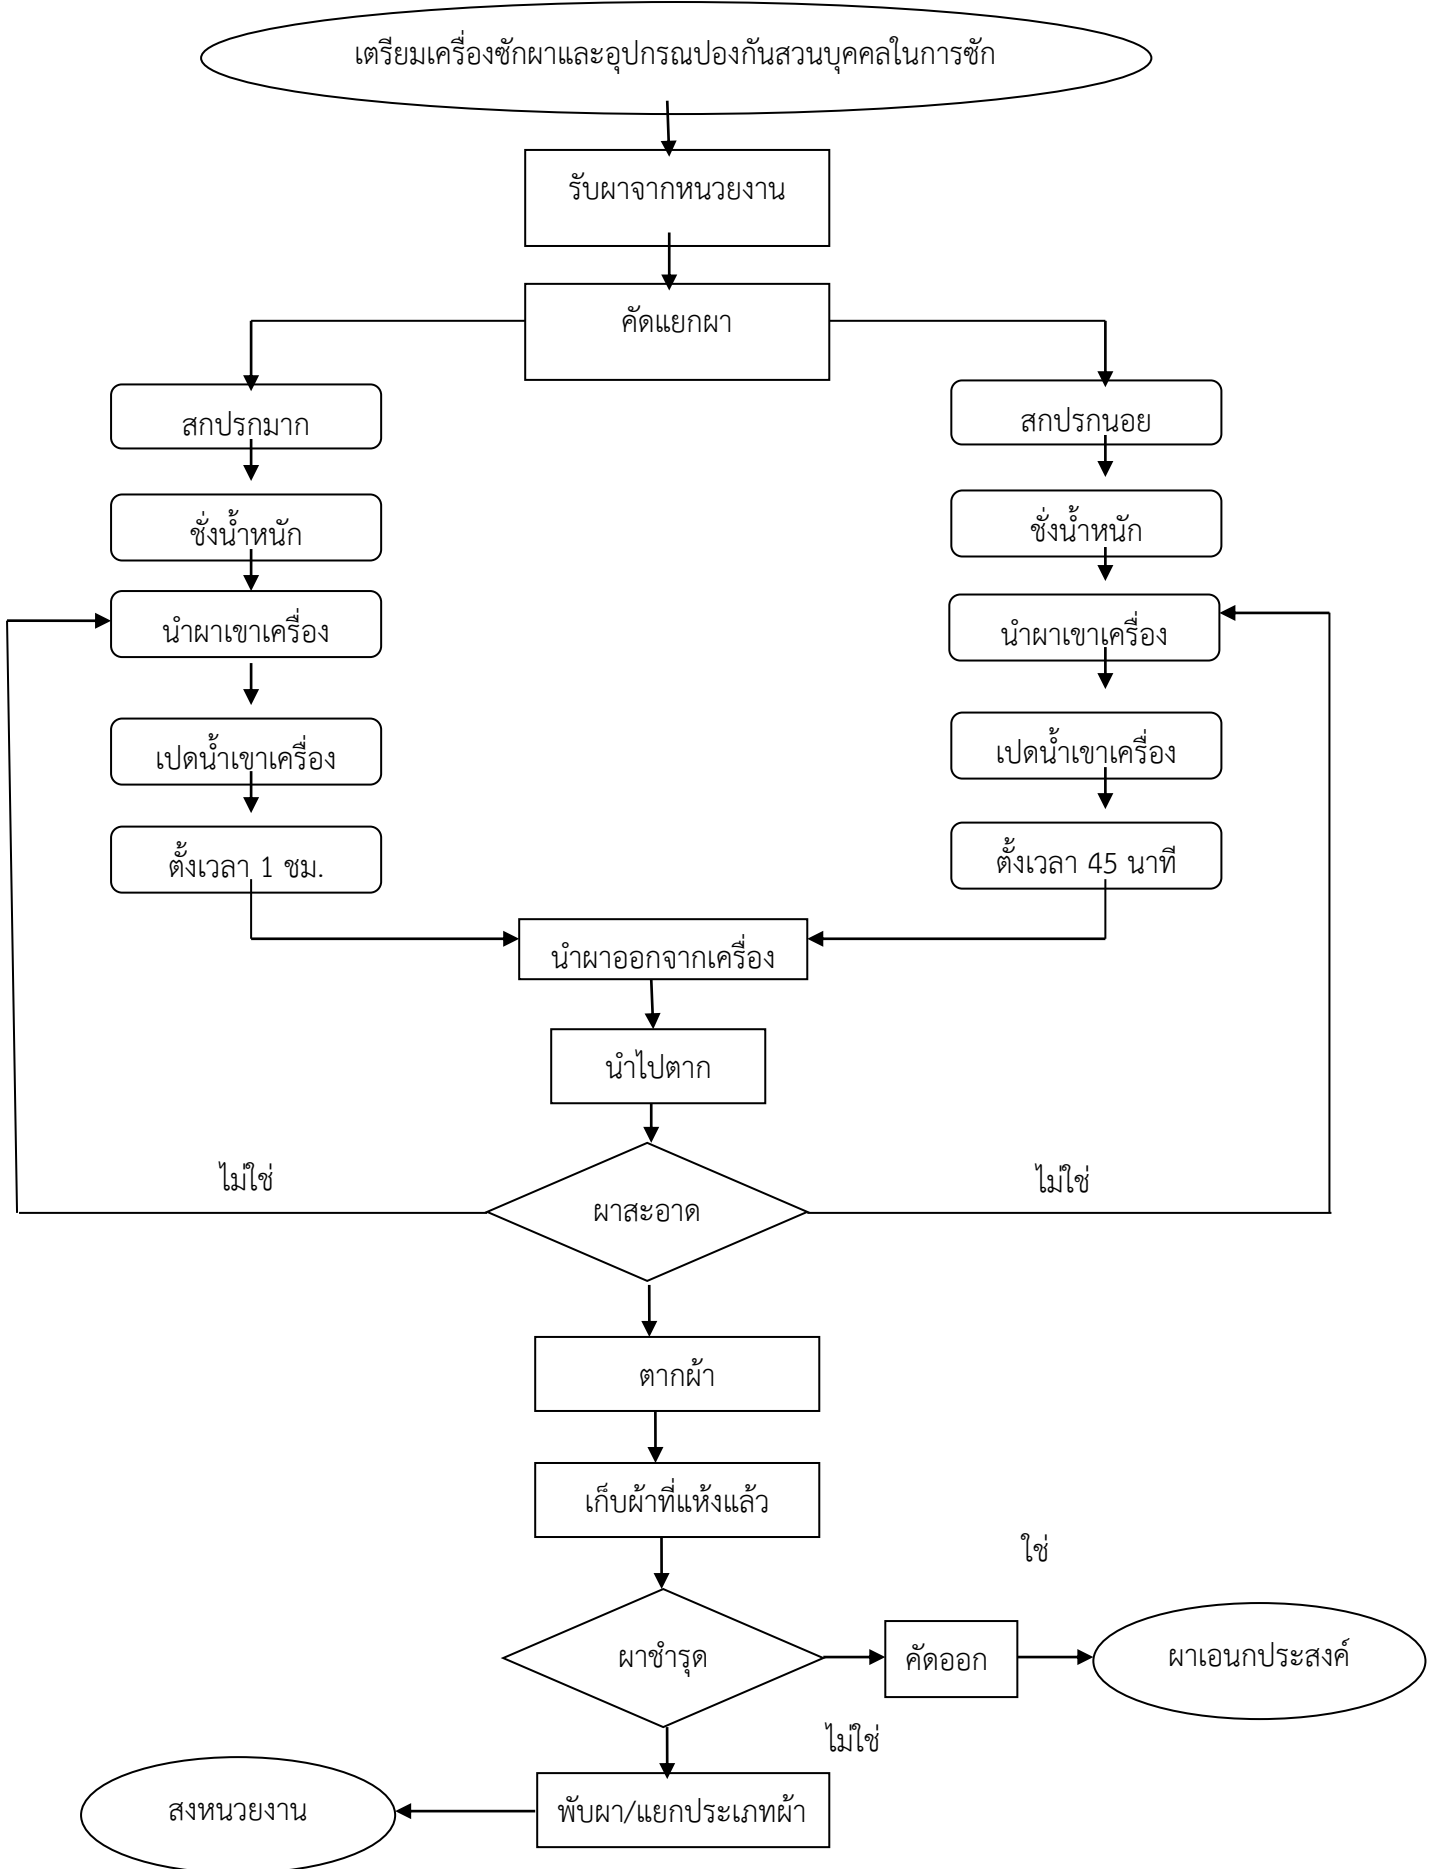 เตรียมเครื่องซักผาและอุปกรณปองกันสวนบุคคลในการซัก
รับผาจากหนวยงาน
คัดแยกผา
สกปรกมาก
สกปรกนอย
ชั่งน้ำหนัก
ชั่งน้ำหนัก
นำผาเขาเครื่อง
นำผาเขาเครื่อง
เปดน้ำเขาเครื่อง
เปดน้ำเขาเครื่อง
ตั้งเวลา 1 ชม.
ตั้งเวลา 45 นาที
นำผาออกจากเครื่อง
นำไปตาก
ไม่ใช่
ไม่ใช่
ผาสะอาด
ตากผ้า
เก็บผ้าที่แห้งแล้ว
ใช่
ผาชำรุด
คัดออก
ผาเอนกประสงค์
ไม่ใช่
สงหนวยงาน
พับผา/แยกประเภทผ้า